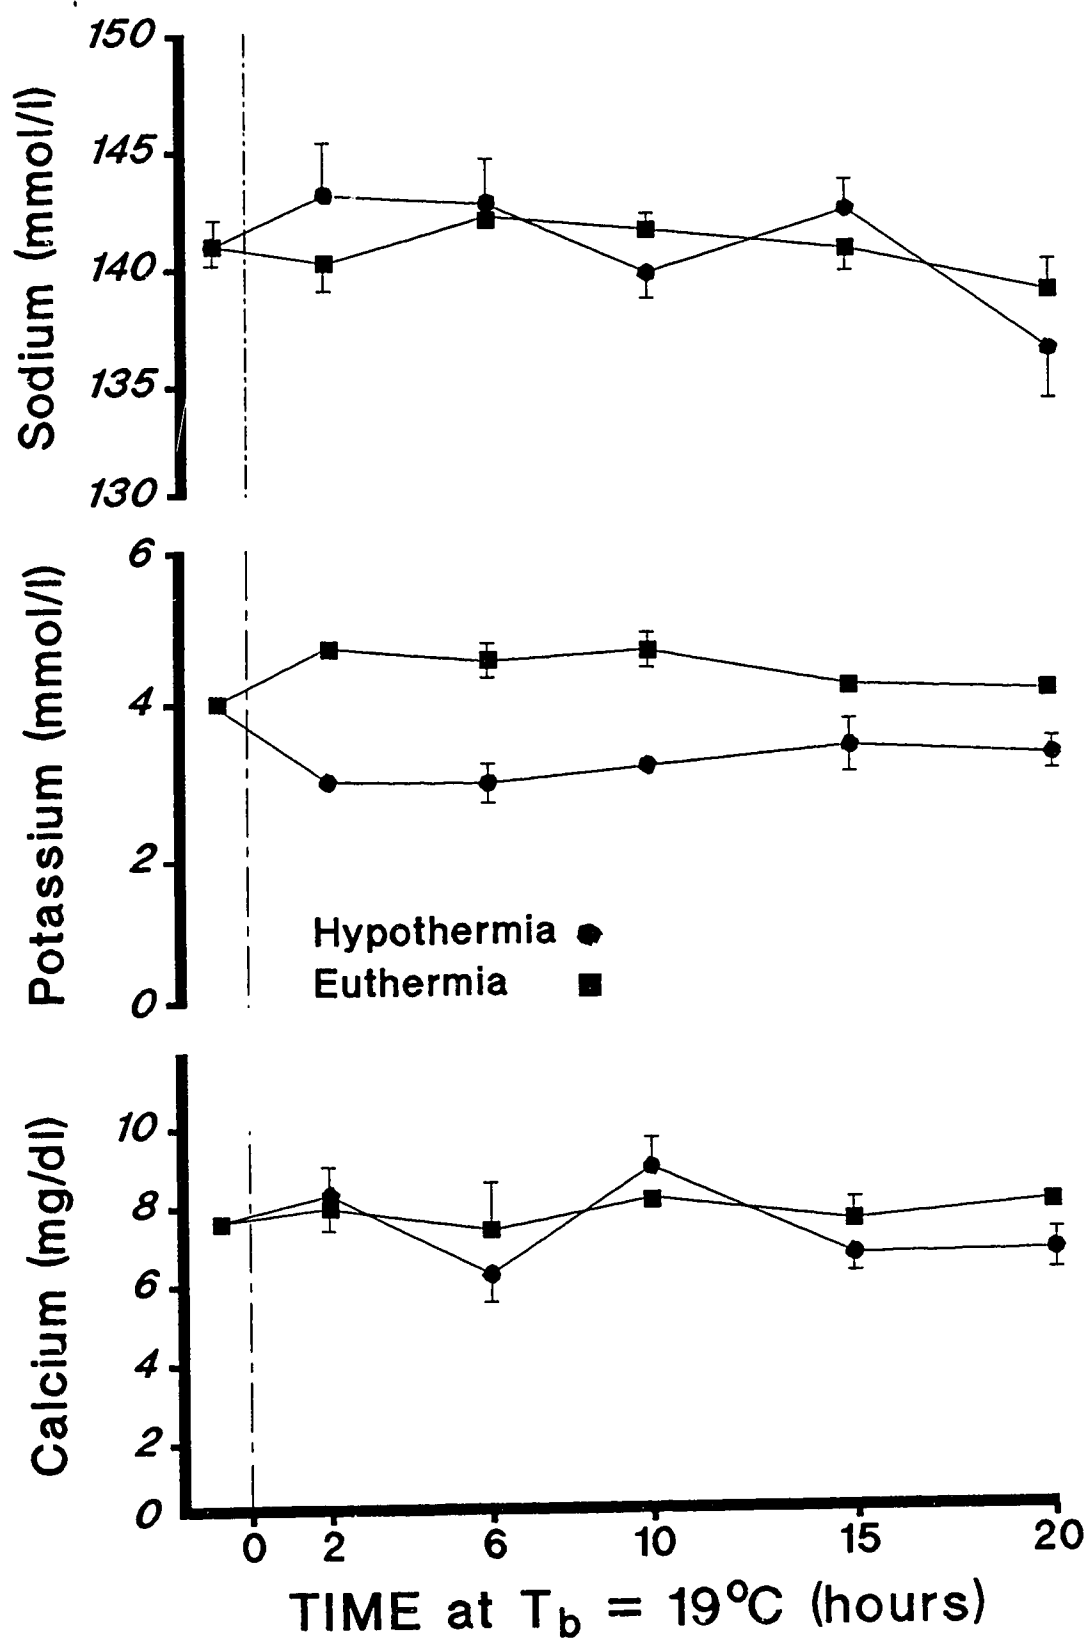 150
145
140
135
130
Sodium (mmol/l)
6
4
2
0
Potassium (mmol/l)
Hypothermia
Euthermia
10
8
6
4
2
0
Calcium (mg/dl)
0 2 6 10 15 20
TIME at Tb = 19°C (hours)